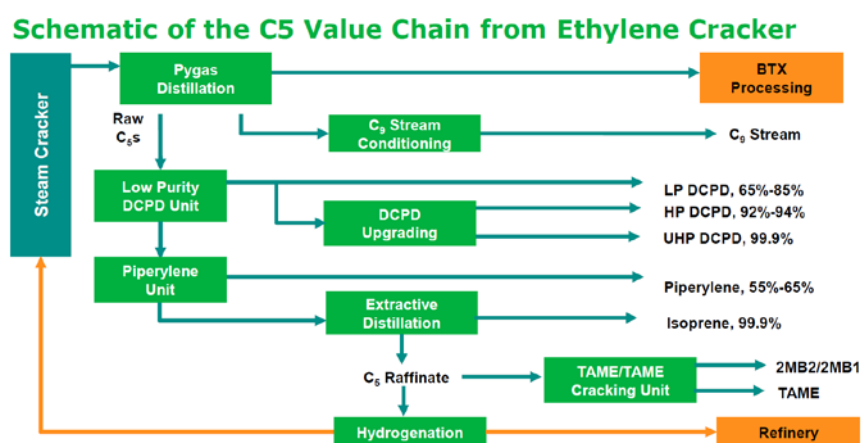 Schematic of the C5 Value Chain from Ethylene Cracker
Steam Cracker
Pygas
Distillation
BTX
Processing
Raw
C₅s
C₉ Stream
Conditioning
C₉ Stream
Low Purity
DCPD Unit
LP DCPD, 65%-85%
DCPD
Upgrading
HP DCPD, 92%-94%
UHP DCPD, 99.9%
Piperylene
Unit
Piperylene, 55%-65%
Extractive
Distillation
Isoprene, 99.9%
C₅ Raffinate
TAME/TAME
Cracking Unit
2MB2/2MB1
TAME
Hydrogenation
Refinery